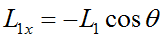 L₁ₓ = −L₁ cos θ